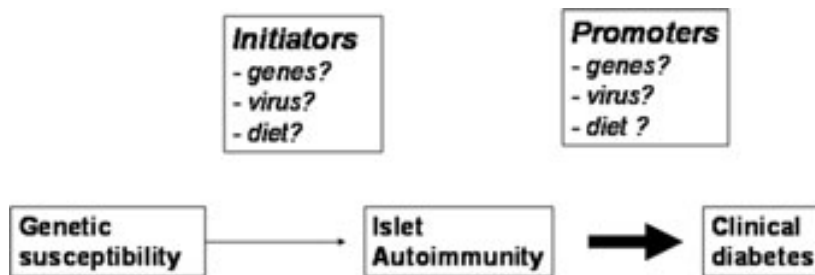 Initiators
- genes?
- virus?
- diet?
Promoters
- genes?
- virus?
- diet ?
Genetic
susceptibility
Islet
Autoimmunity
Clinical
diabetes